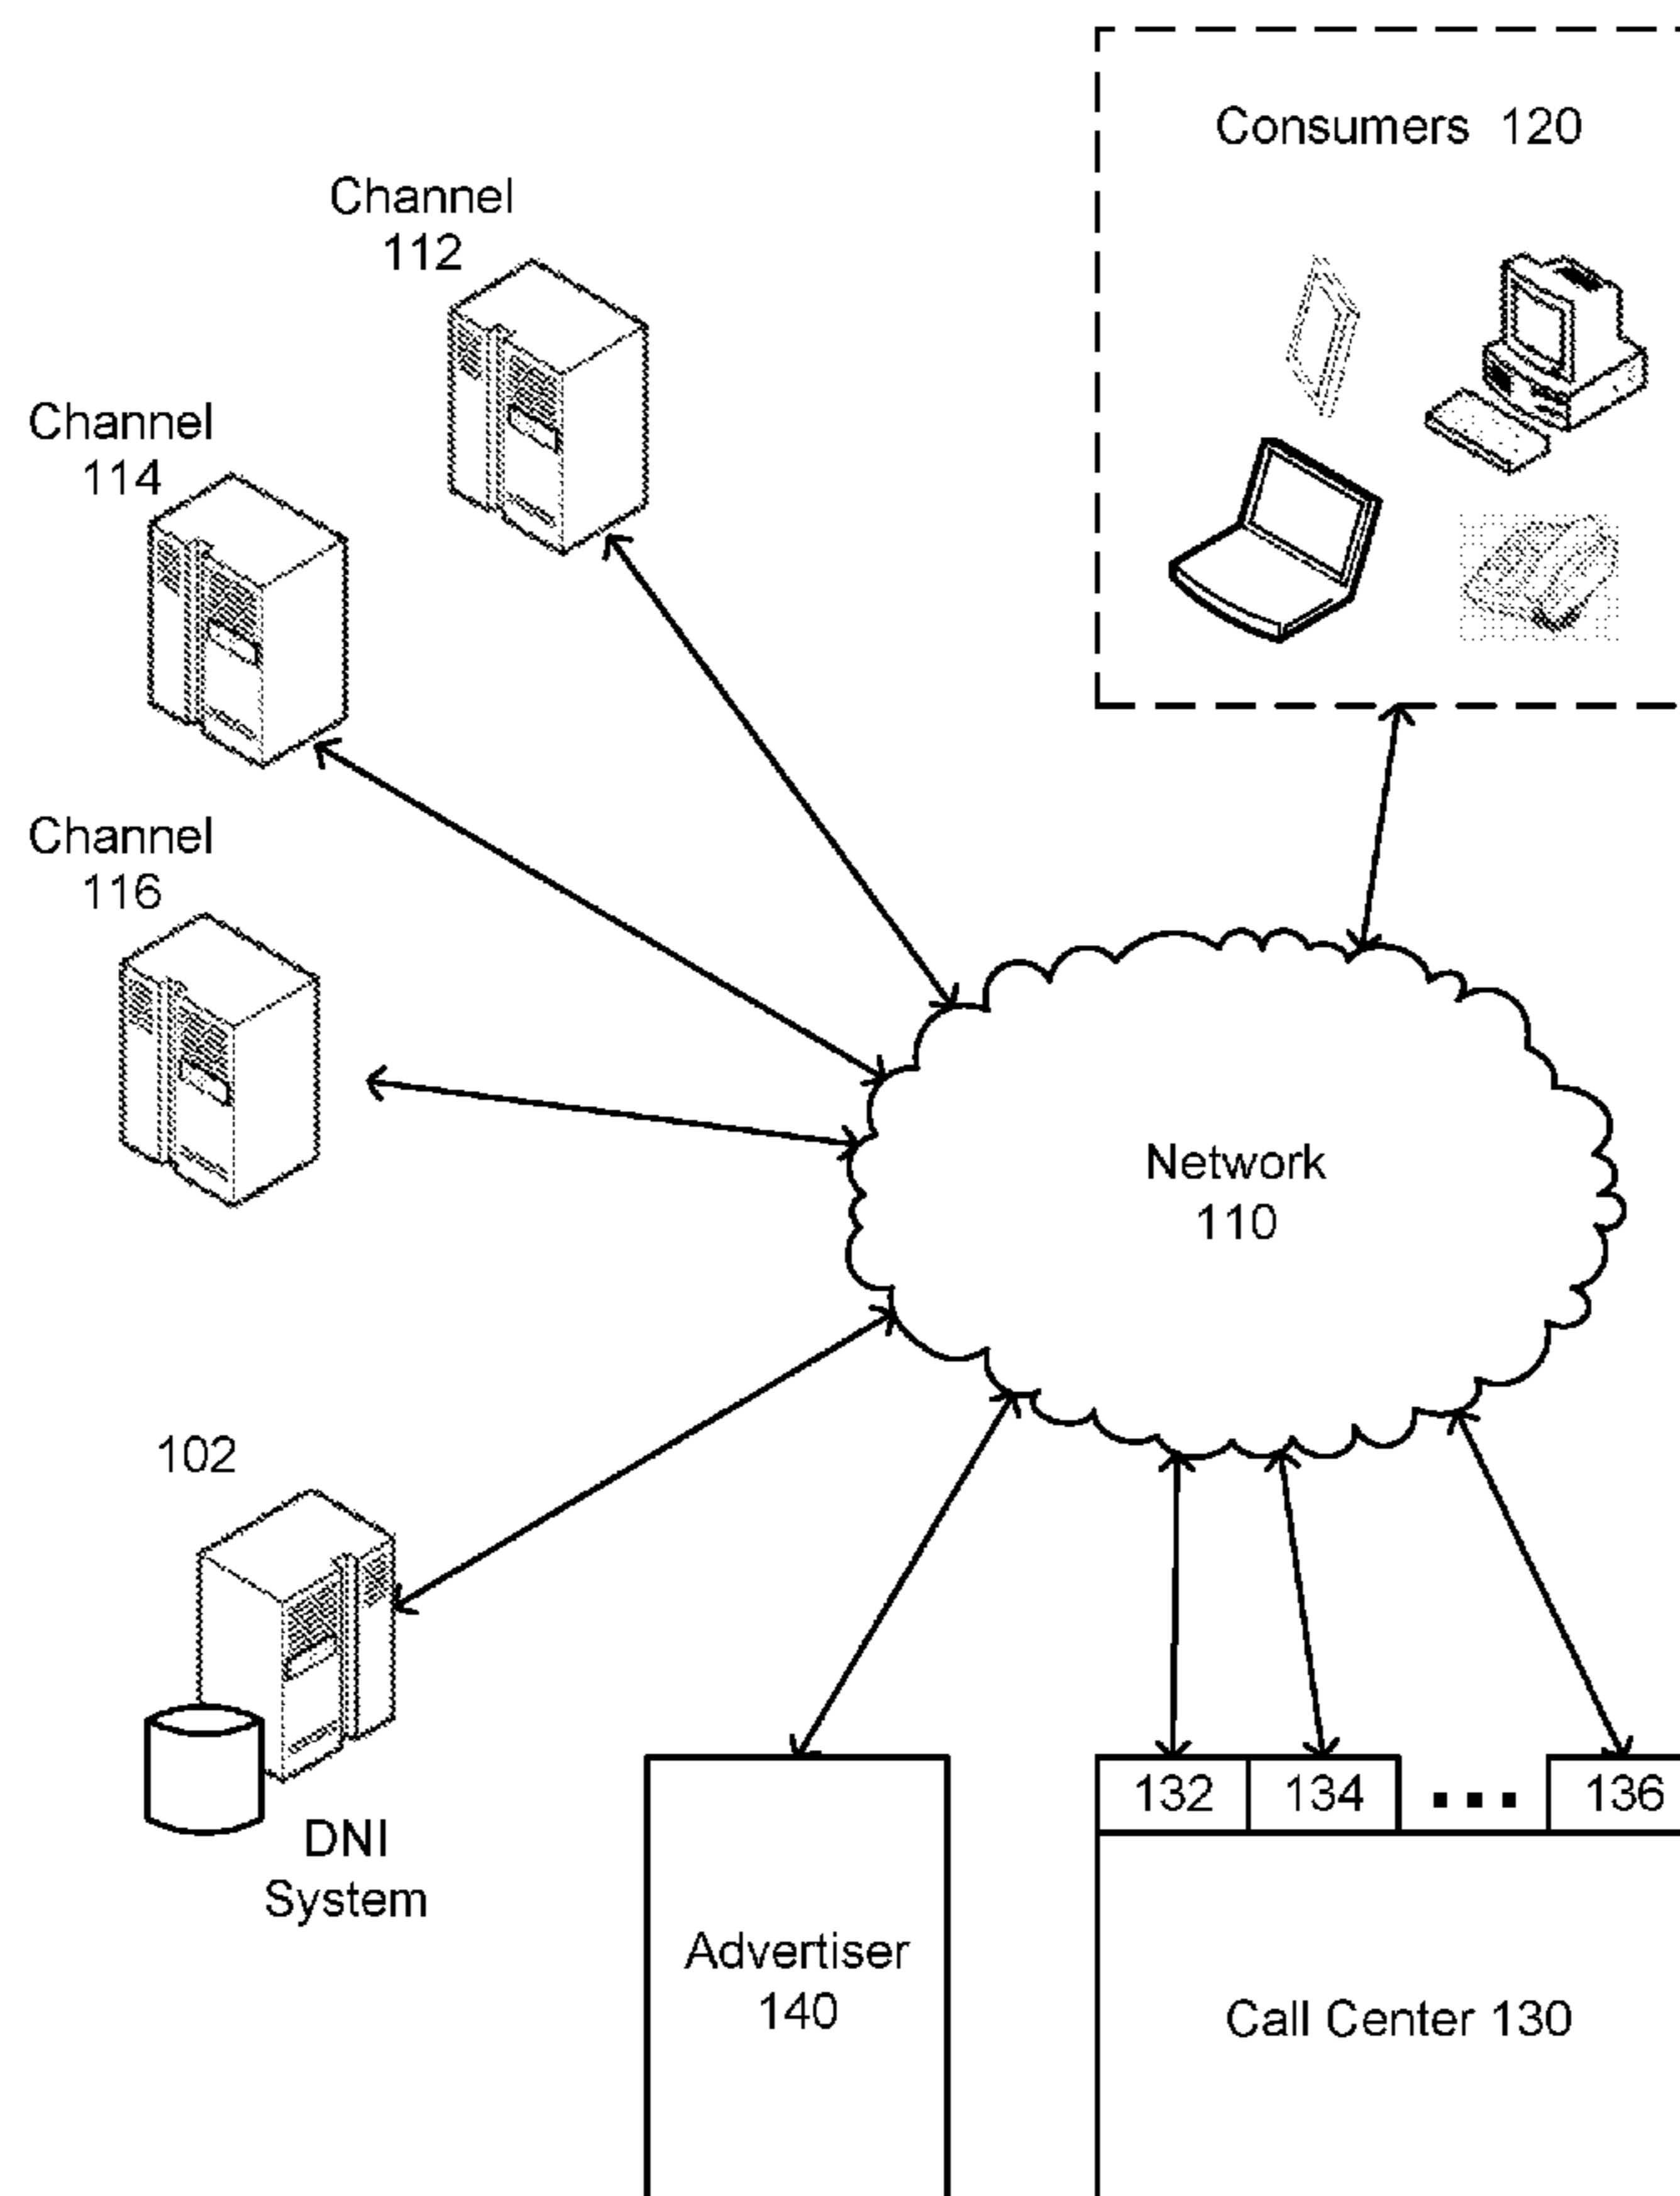 Consumers 120
Channel
112
Channel
114
Channel
116
Network
110
102
DNI
System
132
134
136
Advertiser
140
Call Center 130